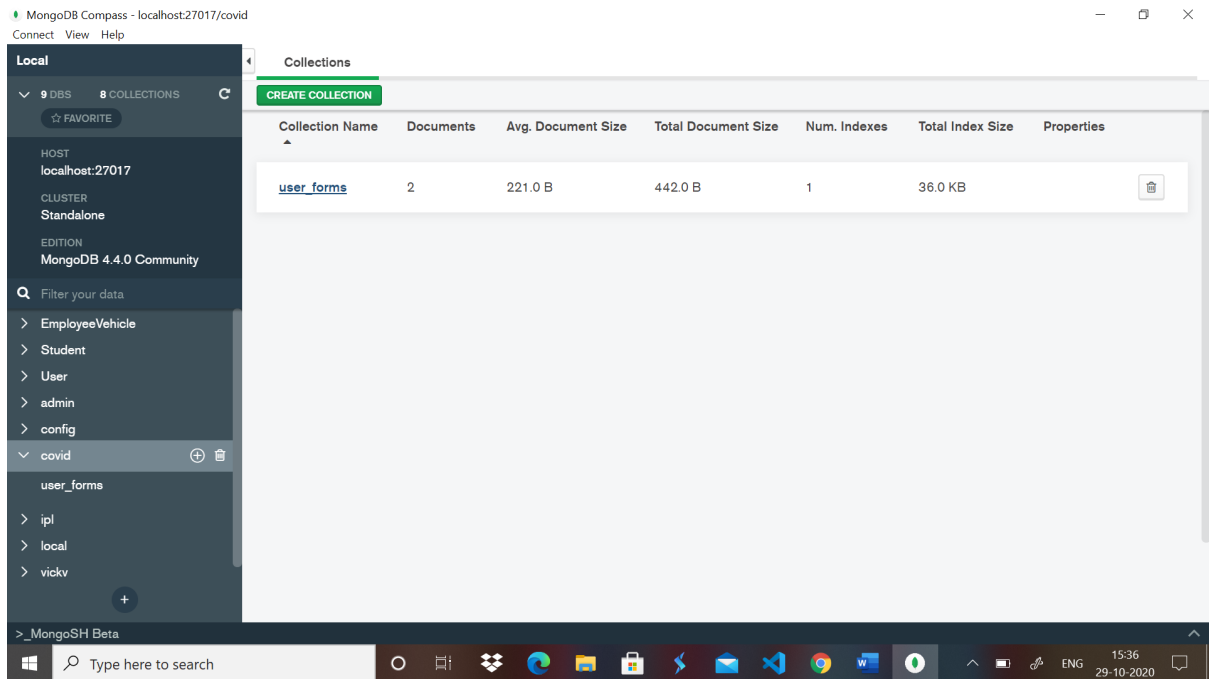 MongoDB Compass - localhost:27017/covid
Connect View Help
Local
9 DBS 8 COLLECTIONS
FAVORITE
HOST
localhost:27017
CLUSTER
Standalone
EDITION
MongoDB 4.4.0 Community
Filter your data
EmployeeVehicle
Student
User
admin
config
covid
user_forms
ipl
local
vickv
Collections
CREATE COLLECTION
Collection Name Documents Avg. Document Size Total Document Size Num. Indexes Total Index Size Properties
user_forms 2 221.0 B 442.0 B 1 36.0 KB
>_MongoSH Beta
Type here to search
ENG
15:36
29-10-2020